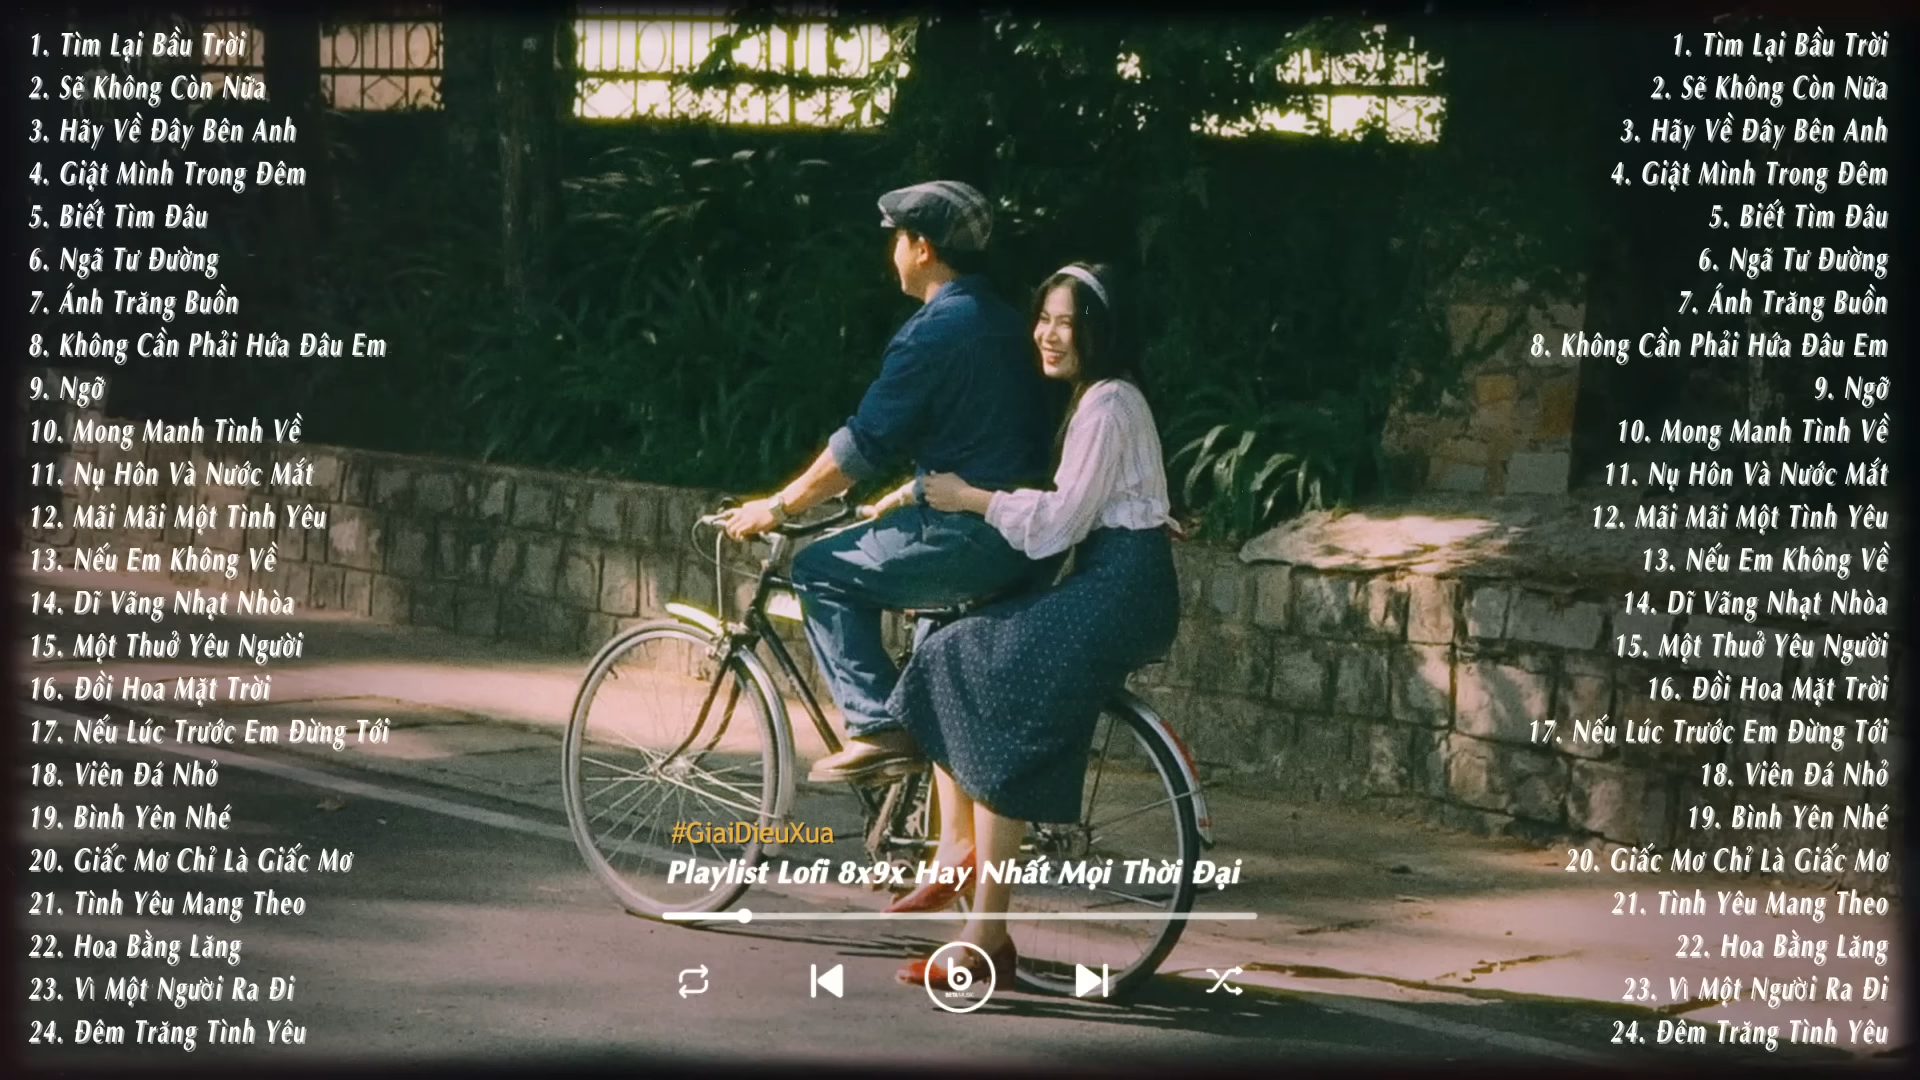 1. Tìm Lại Bầu Trời
2. Sẽ Không Còn Nữa
3. Hãy Về Đây Bên Anh
4. Giật Mình Trong Đêm
5. Biết Tìm Đâu
6. Ngã Tư Đường
7. Ánh Trăng Buồn
8. Không Cần Phải Hứa Đâu Em
9. Ngỡ
10. Mong Manh Tình Về
11. Nụ Hôn Và Nước Mắt
12. Mãi Mãi Một Tình Yêu
13. Nếu Em Không Về
14. Dĩ Vãng Nhạt Nhòa
15. Một Thuở Yêu Người
16. Đồi Hoa Mặt Trời
17. Nếu Lúc Trước Em Đừng Tới
18. Viên Đá Nhỏ
19. Bình Yên Nhé
20. Giấc Mơ Chỉ Là Giấc Mơ
21. Tình Yêu Mang Theo
22. Hoa Bằng Lăng
23. Vì Một Người Ra Đi
24. Đêm Trăng Tình Yêu
#GiaiDieuXua
Playlist Lofi 8x9x Hay Nhất Mọi Thời Đại
b
BETA MUSIC
1. Tìm Lại Bầu Trời
2. Sẽ Không Còn Nữa
3. Hãy Về Đây Bên Anh
4. Giật Mình Trong Đêm
5. Biết Tìm Đâu
6. Ngã Tư Đường
7. Ánh Trăng Buồn
8. Không Cần Phải Hứa Đâu Em
9. Ngỡ
10. Mong Manh Tình Về
11. Nụ Hôn Và Nước Mắt
12. Mãi Mãi Một Tình Yêu
13. Nếu Em Không Về
14. Dĩ Vãng Nhạt Nhòa
15. Một Thuở Yêu Người
16. Đồi Hoa Mặt Trời
17. Nếu Lúc Trước Em Đừng Tới
18. Viên Đá Nhỏ
19. Bình Yên Nhé
20. Giấc Mơ Chỉ Là Giấc Mơ
21. Tình Yêu Mang Theo
22. Hoa Bằng Lăng
23. Vì Một Người Ra Đi
24. Đêm Trăng Tình Yêu